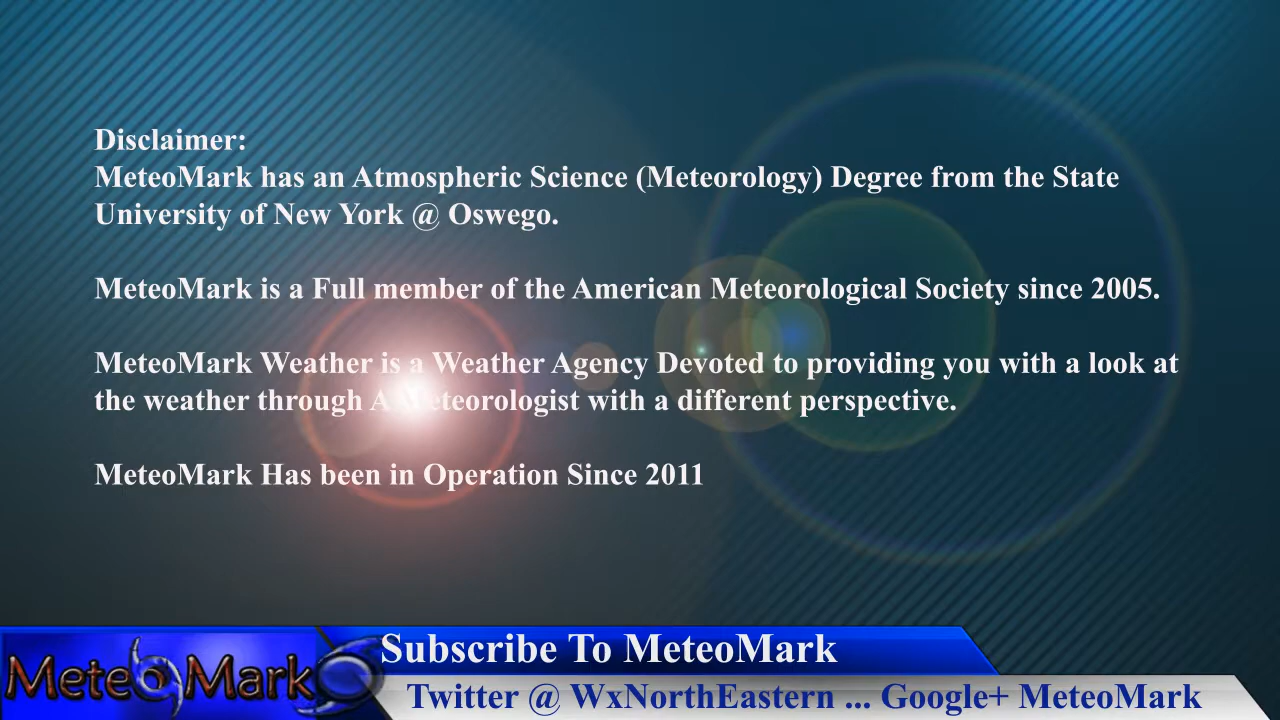 Disclaimer:
MeteoMark has an Atmospheric Science (Meteorology) Degree from the State
University of New York @ Oswego.
MeteoMark is a Full member of the American Meteorological Society since 2005.
MeteoMark Weather is a Weather Agency Devoted to providing you with a look at
the weather through A Meteorologist with a different perspective.
MeteoMark Has been in Operation Since 2011
Subscribe To MeteoMark
MeteoMark
Twitter @ WxNorthEastern ... Google+ MeteoMark